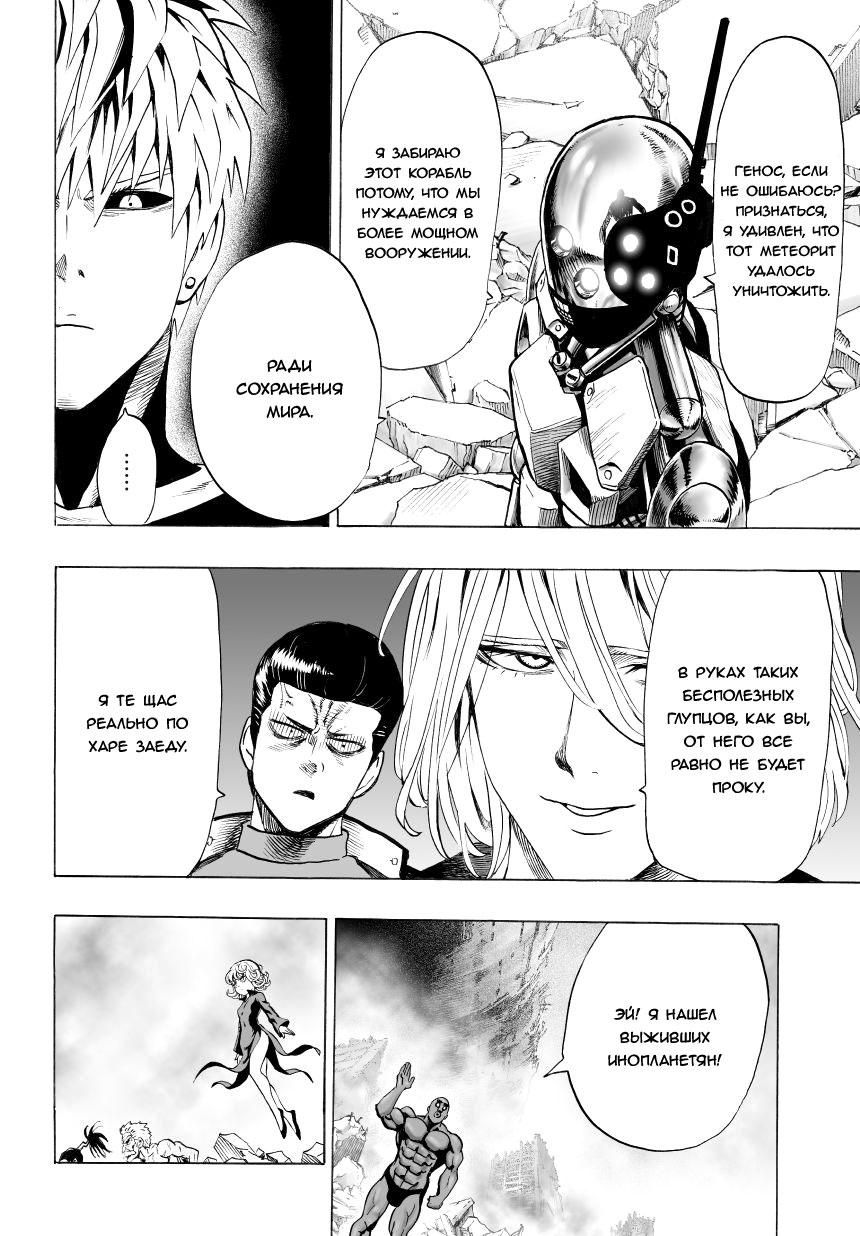 ГЕНОС, ЕСЛИ
НЕ ОШИБАЮСЬ?
ПРИЗНАТЬСЯ,
Я УДИВЛЕН, ЧТО
ТОТ МЕТЕОРИТ
УДАЛОСЬ
УНИЧТОЖИТЬ.
Я ЗАБИРАЮ
ЭТОТ КОРАБЛЬ
ПОТОМУ, ЧТО МЫ
НУЖДАЕМСЯ В
БОЛЕЕ МОЩНОМ
ВООРУЖЕНИИ.
РАДИ
СОХРАНЕНИЯ
МИРА.
......
В РУКАХ ТАКИХ
БЕСПОЛЕЗНЫХ
ГЛУПЦОВ, КАК ВЫ,
ОТ НЕГО ВСЕ
РАВНО НЕ БУДЕТ
ПРОКУ.
Я ТЕ ЩАС
РЕАЛЬНО ПО
ХАРЕ ЗАЕДУ.
ЭЙ! Я НАШЕЛ
ВЫЖИВШИХ
ИНОПЛАНЕТЯН!